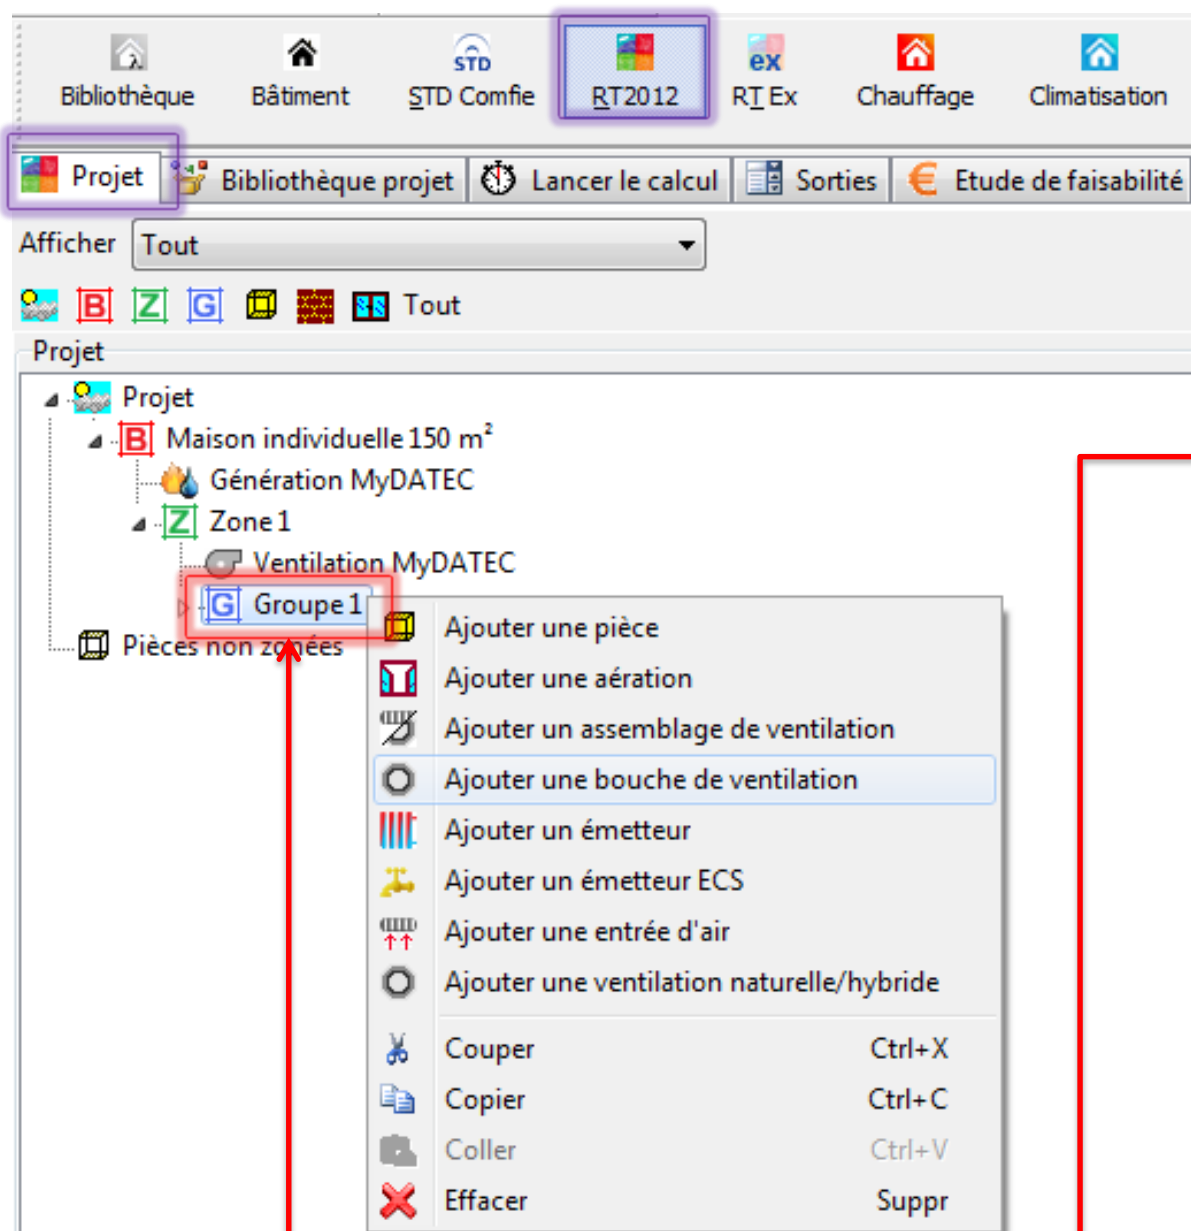 Bibliothèque Bâtiment STD Comfie RT2012 RT Ex Chauffage Climatisation
Projet Bibliothèque projet Lancer le calcul Sorties Etude de faisabilité
Afficher Tout
B Z G Tout
Projet
Projet
B Maison individuelle 150 m²
Génération MyDATEC
Z Zone 1
Ventilation MyDATEC
G Groupe 1
Pièces non zonées
Ajouter une pièce
Ajouter une aération
Ajouter un assemblage de ventilation
Ajouter une bouche de ventilation
Ajouter un émetteur
Ajouter un émetteur ECS
Ajouter une entrée d'air
Ajouter une ventilation naturelle/hybride
Couper Ctrl+X
Copier Ctrl+C
Coller Ctrl+V
Effacer Suppr